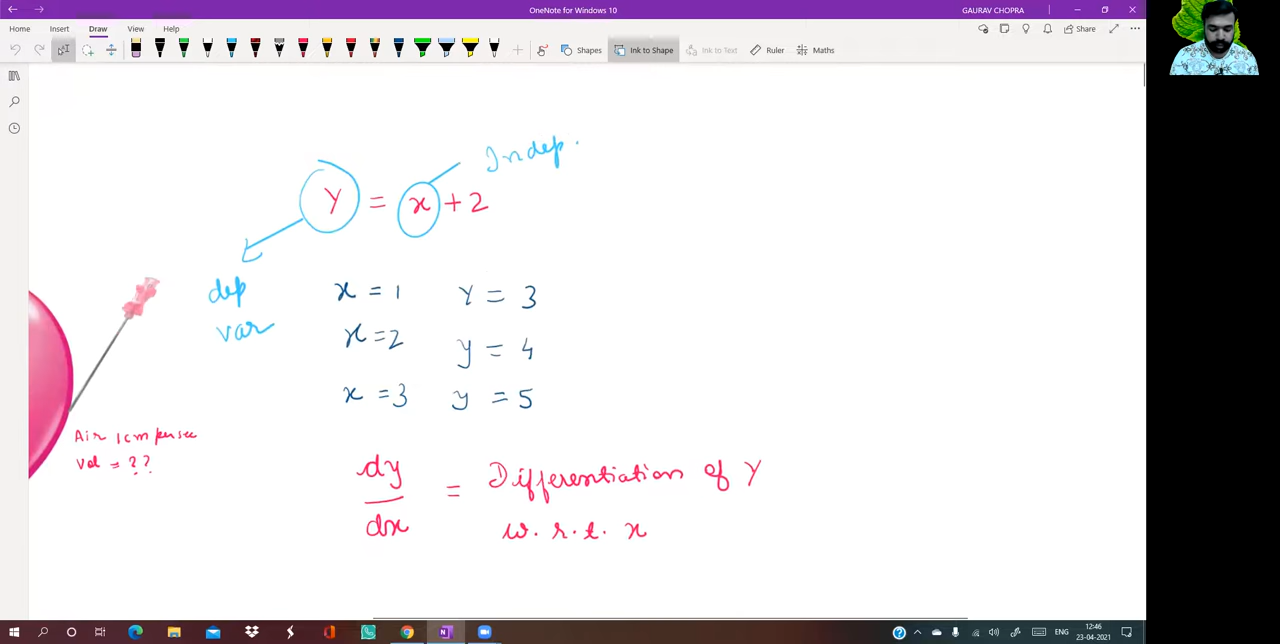 OneNote for Windows 10
GAURAV CHOPRA
Home Insert Draw View Help
Share
Shapes Ink to Shape Ink to Text Ruler Maths
Indep.
Y = x + 2
dep
var
x = 1 Y = 3
x = 2 y = 4
x = 3 y = 5
Air 1cm per sec
Vol = ??
dy/dx = Differentiation of Y
w.r.t. x
ENG
12:46
23-04-2021